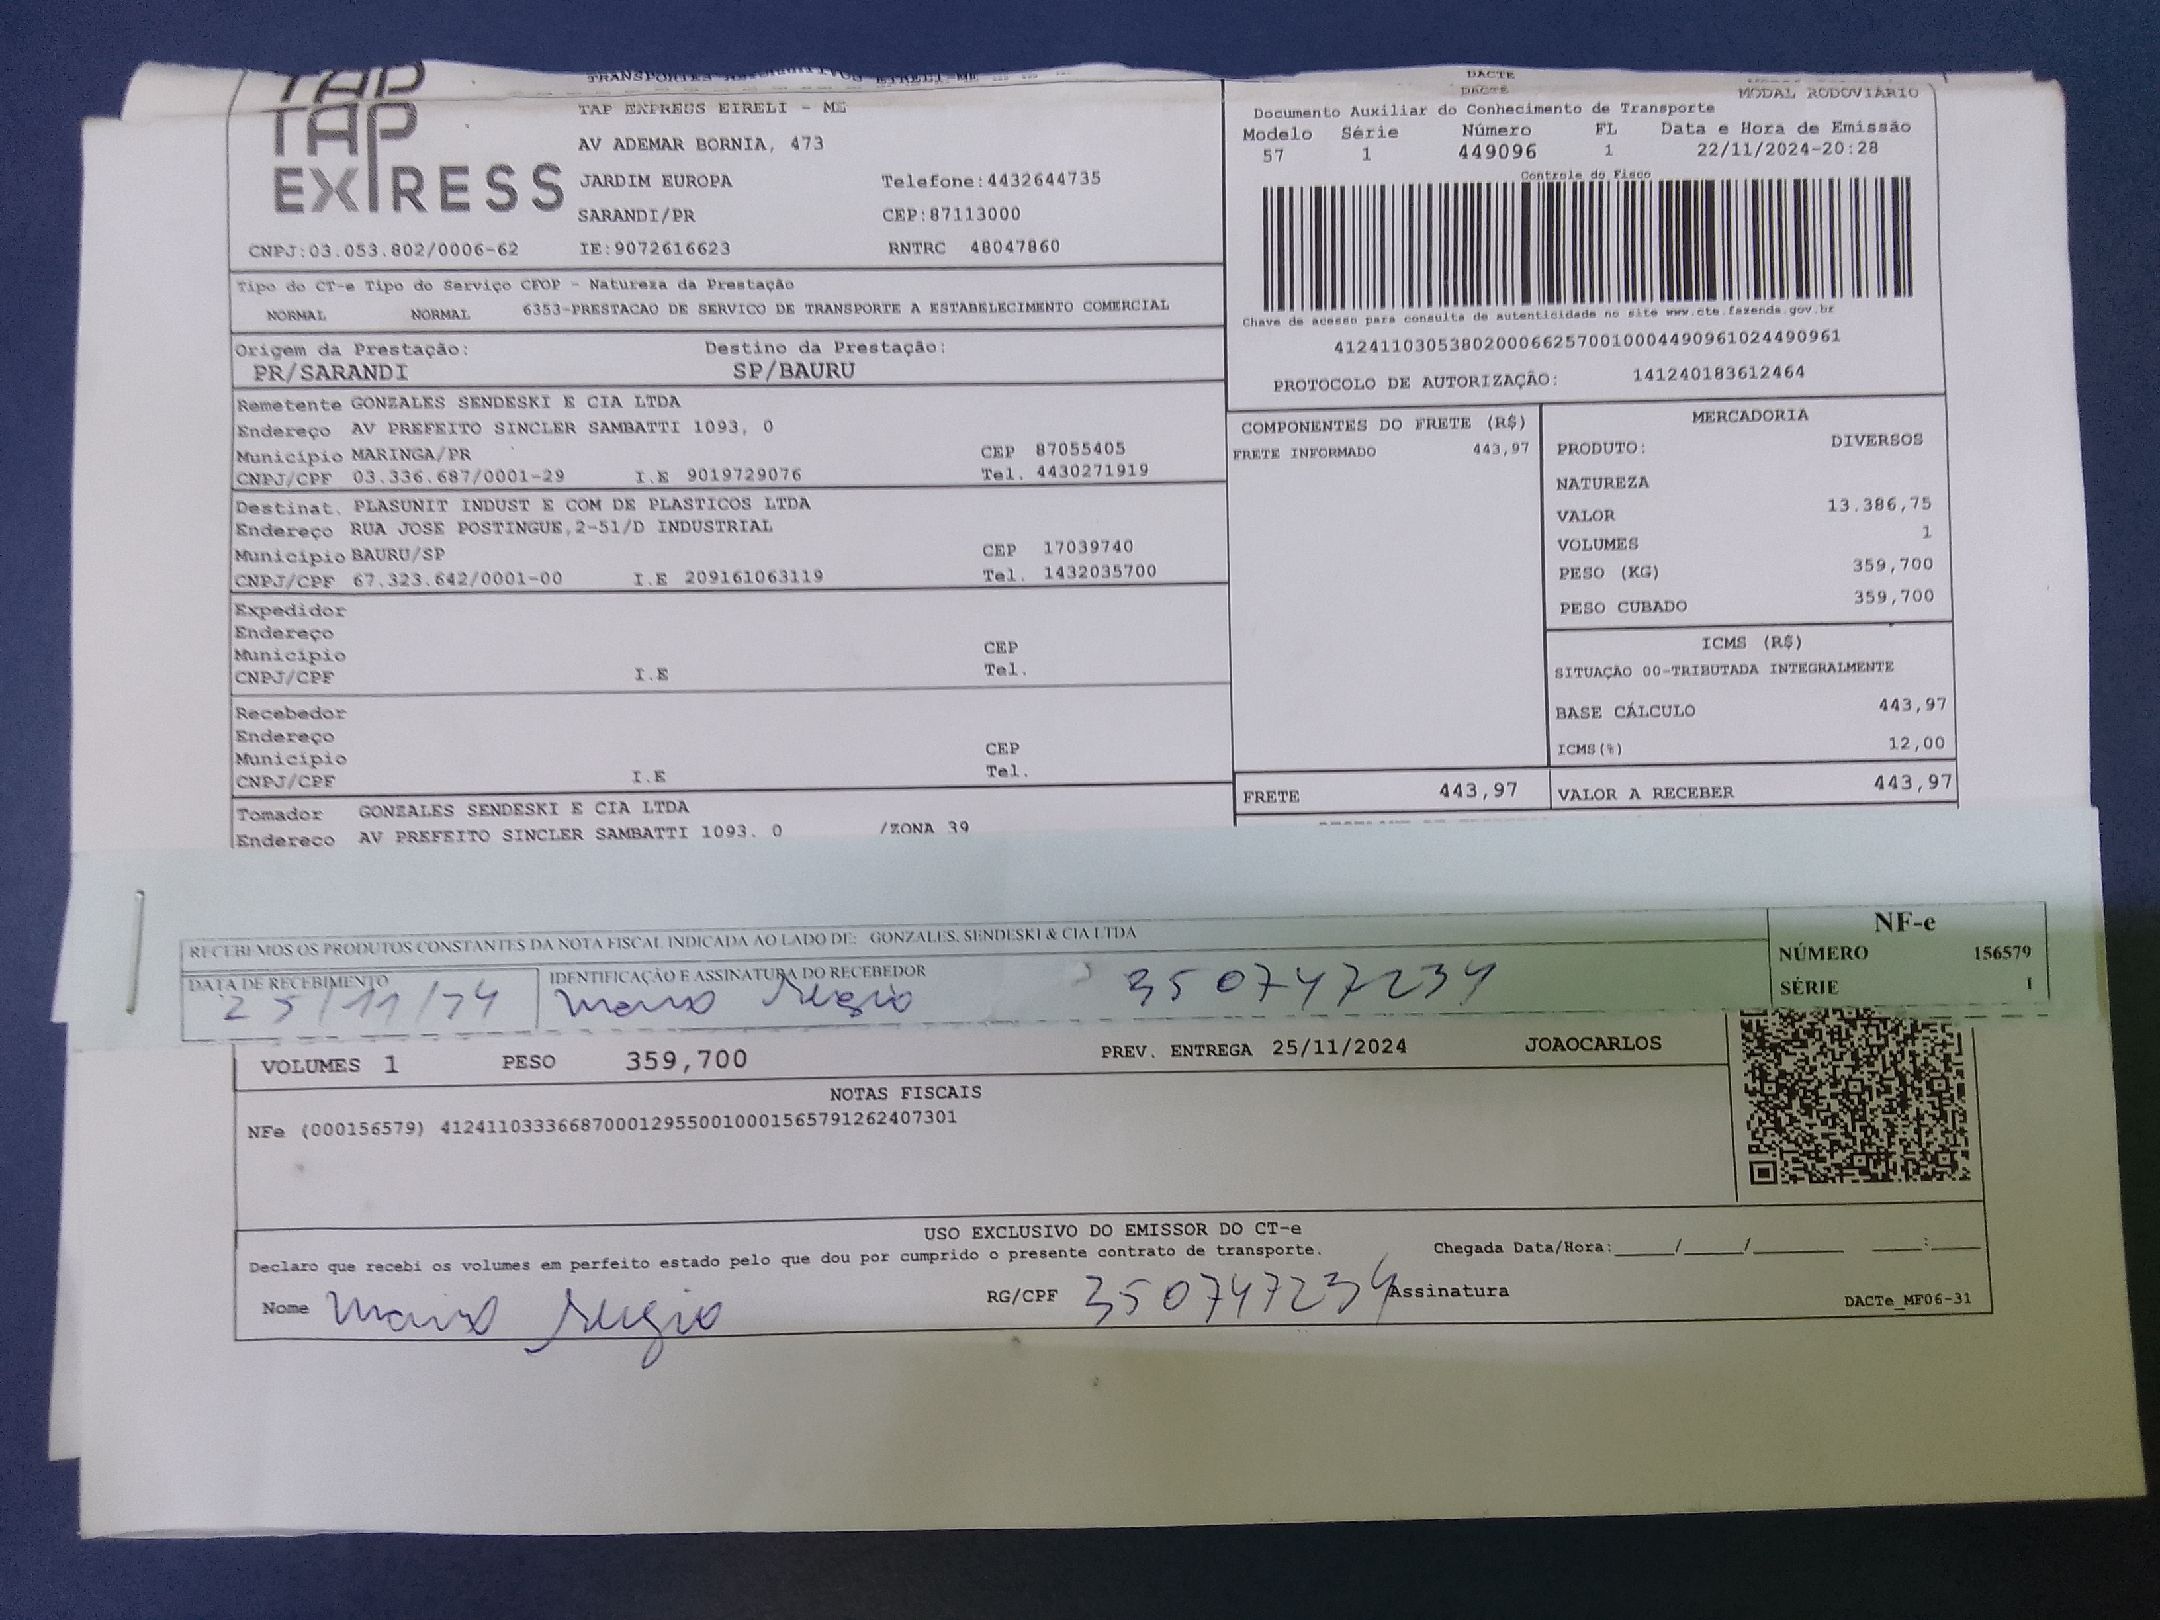 TAP
TAP
EXPRESS
TAP EXPRESS EIRELI - ME
AV ADEMAR BORNIA, 473
JARDIM EUROPA Telefone:4432644735
SARANDI/PR CEP:87113000
CNPJ:03.053.802/0006-62 IE:9072616623 RNTRC 48047860
DACTE
DACTE MODAL RODOVIÁRIO
Documento Auxiliar do Conhecimento de Transporte
Modelo Série Número FL Data e Hora de Emissão
57 1 449096 1 22/11/2024-20:28
Controle do Fisco
Chave de acesso para consulta de autenticidade no site www.cte.fazenda.gov.br
41241103053802000662570010004490961024490961
PROTOCOLO DE AUTORIZAÇÃO: 141240183612464
Tipo do CT-e Tipo do Serviço CFOP - Natureza da Prestação
NORMAL NORMAL 6353-PRESTACAO DE SERVICO DE TRANSPORTE A ESTABELECIMENTO COMERCIAL
Origem da Prestação: Destino da Prestação:
PR/SARANDI SP/BAURU
Remetente GONZALES SENDESKI E CIA LTDA
Endereço AV PREFEITO SINCLER SAMBATTI 1093, 0
Município MARINGA/PR CEP 87055405
CNPJ/CPF 03.336.687/0001-29 I.E 9019729076 Tel. 4430271919
Destinat. PLASUNIT INDUST E COM DE PLASTICOS LTDA
Endereço RUA JOSE POSTINGUE,2-51/D INDUSTRIAL
Município BAURU/SP CEP 17039740
CNPJ/CPF 67.323.642/0001-00 I.E 209161063119 Tel. 1432035700
Expedidor
Endereço
Município CEP
CNPJ/CPF I.E Tel.
Recebedor
Endereço
Município CEP
CNPJ/CPF I.E Tel.
Tomador GONZALES SENDESKI E CIA LTDA
Endereco AV PREFEITO SINCLER SAMBATTI 1093. 0 /ZONA 39
COMPONENTES DO FRETE (R$)
FRETE INFORMADO 443,97
FRETE 443,97
MERCADORIA
PRODUTO: DIVERSOS
NATUREZA
VALOR 13.386,75
VOLUMES 1
PESO (KG) 359,700
PESO CUBADO 359,700
ICMS (R$)
SITUAÇÃO 00-TRIBUTADA INTEGRALMENTE
BASE CÁLCULO 443,97
ICMS(%) 12,00
VALOR A RECEBER 443,97
RECEBEMOS OS PRODUTOS CONSTANTES DA NOTA FISCAL INDICADA AO LADO DE: GONZALES, SENDESKI & CIA LTDA
DATA DE RECEBIMENTO IDENTIFICAÇÃO E ASSINATURA DO RECEBEDOR
25/11/24 Mario Sergio 350747234
NF-e
NÚMERO 156579
SÉRIE 1
VOLUMES 1 PESO 359,700 PREV. ENTREGA 25/11/2024 JOAOCARLOS
NOTAS FISCAIS
NFe (000156579) 41241103336687000129550010001565791262407301
USO EXCLUSIVO DO EMISSOR DO CT-e
Declaro que recebi os volumes em perfeito estado pelo que dou por cumprido o presente contrato de transporte. Chegada Data/Hora:_____/_____/________ ____:____
Nome Mario Sergio RG/CPF 350747234 Assinatura
DACTe_MF06-31